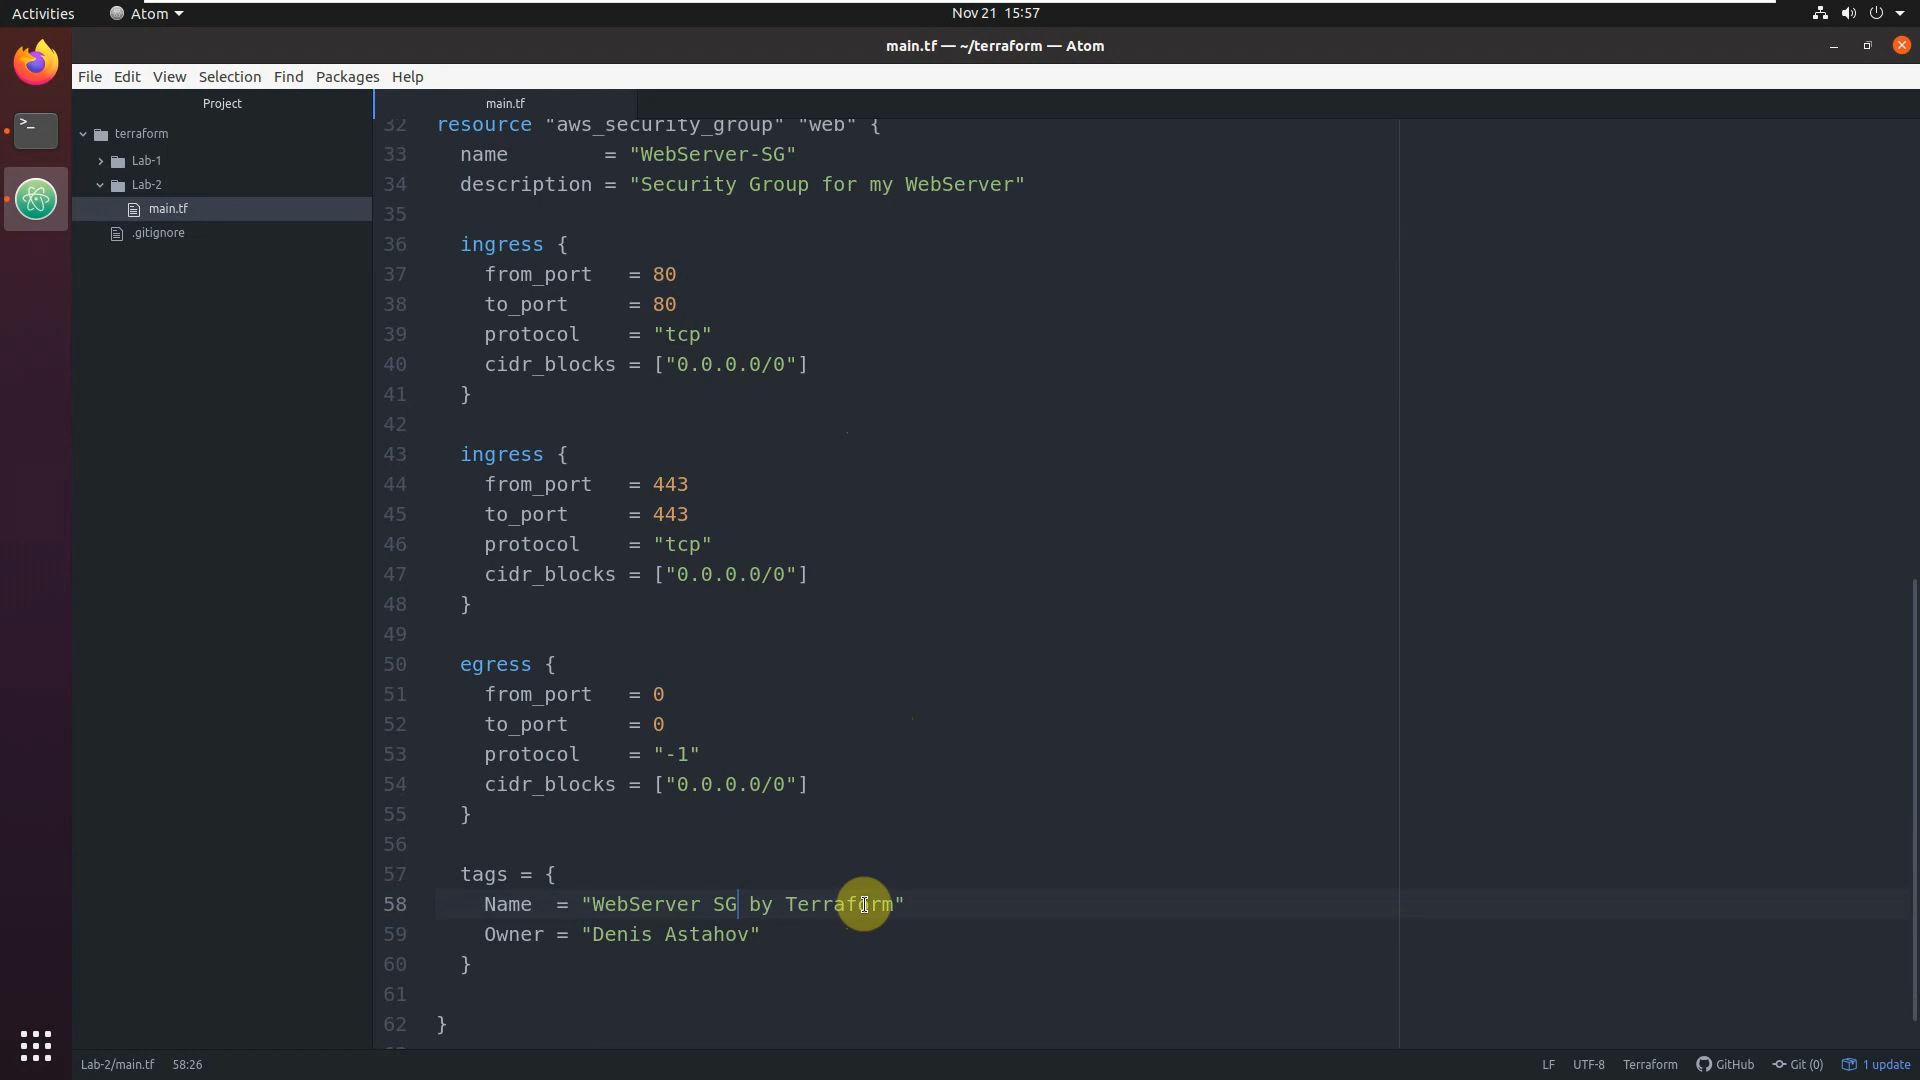 Activities
Atom
Nov 21 15:57
main.tf — ~/terraform — Atom
File Edit View Selection Find Packages Help
Project
terraform
Lab-1
Lab-2
main.tf
.gitignore
main.tf
32 resource "aws_security_group" "web" {
33 name = "WebServer-SG"
34 description = "Security Group for my WebServer"
35
36 ingress {
37 from_port = 80
38 to_port = 80
39 protocol = "tcp"
40 cidr_blocks = ["0.0.0.0/0"]
41 }
42
43 ingress {
44 from_port = 443
45 to_port = 443
46 protocol = "tcp"
47 cidr_blocks = ["0.0.0.0/0"]
48 }
49
50 egress {
51 from_port = 0
52 to_port = 0
53 protocol = "-1"
54 cidr_blocks = ["0.0.0.0/0"]
55 }
56
57 tags = {
58 Name = "WebServer SG by Terraform"
59 Owner = "Denis Astahov"
60 }
61
62 }
Lab-2/main.tf 58:26
LF UTF-8 Terraform GitHub Git (0) 1 update